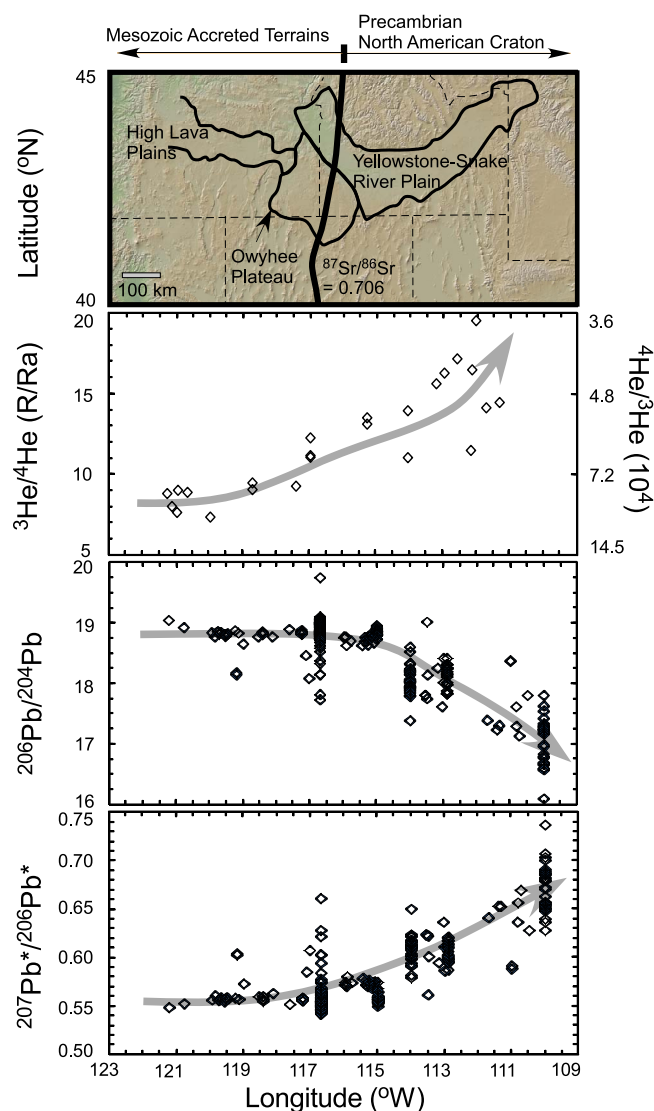 Mesozoic Accreted Terrains
Precambrian
North American Craton
45
40
Latitude (ºN)
High Lava
Plains
Yellowstone-Snake
River Plain
Owyhee
Plateau
87Sr/86Sr
= 0.706
100 km
20
15
10
5
3He/4He (R/Ra)
3.6
4.8
7.2
14.5
4He/3He (10⁴)
20
19
18
17
16
206Pb/204Pb
0.75
0.70
0.65
0.60
0.55
0.50
207Pb*/206Pb*
123 121 119 117 115 113 111 109
Longitude (ºW)